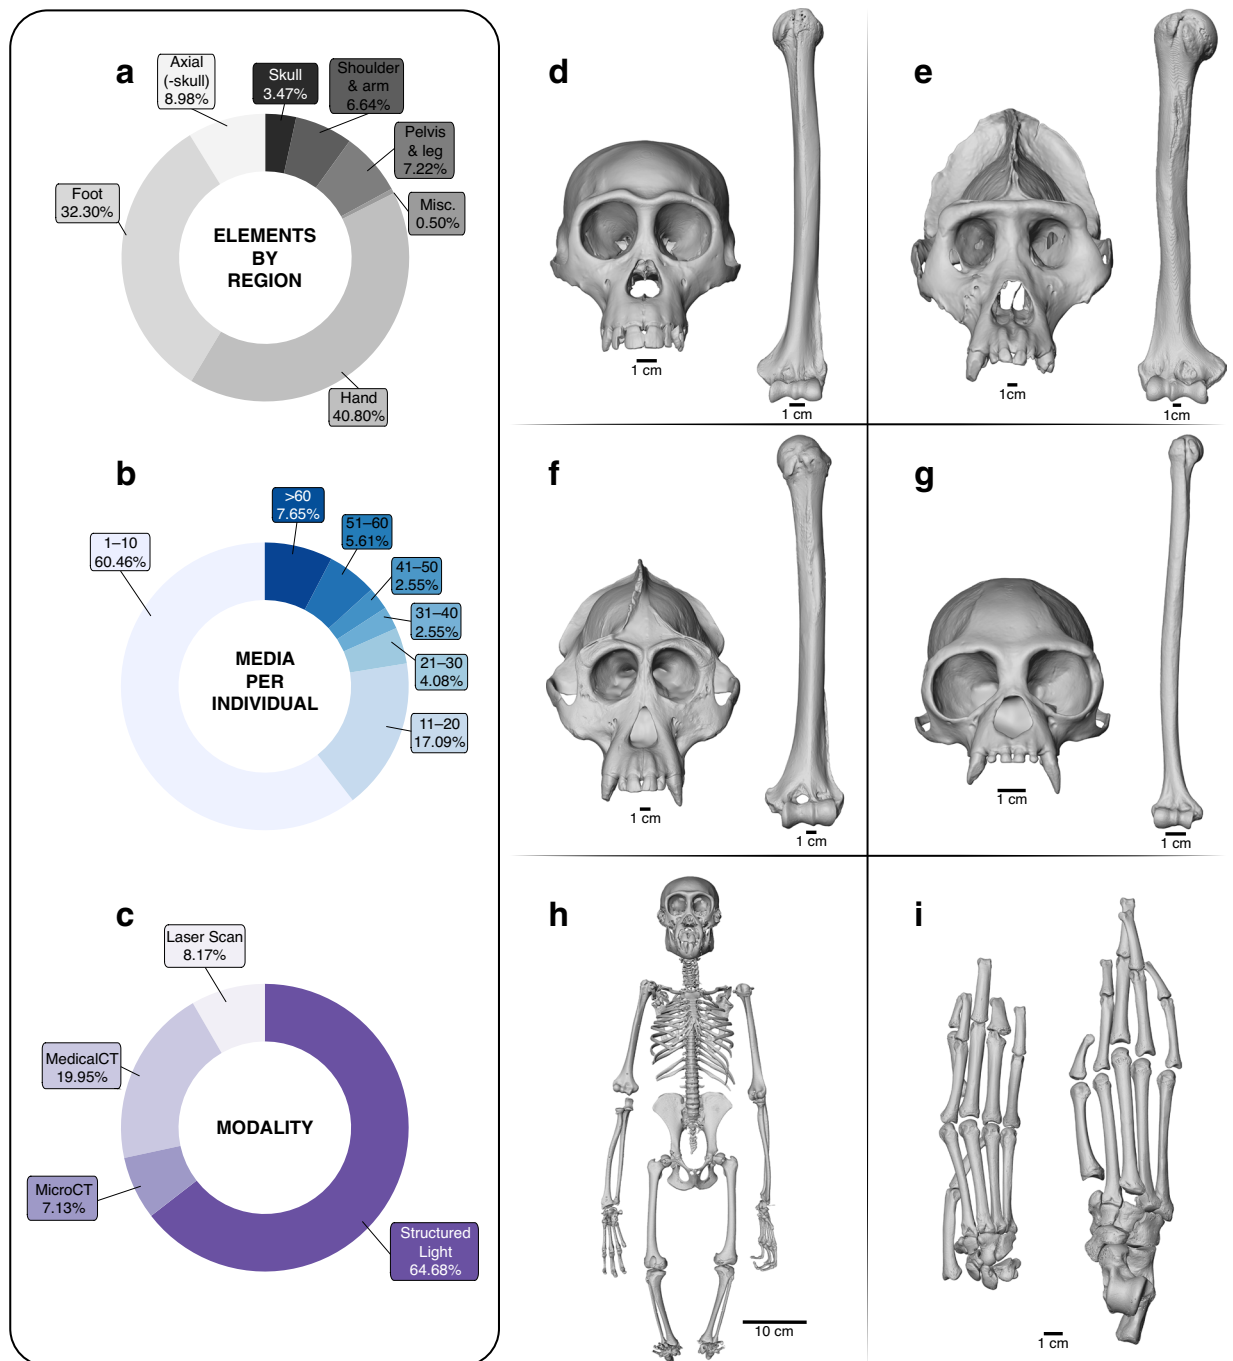 a
Axial
(-skull)
8.98%
Skull
3.47%
Shoulder
& arm
6.64%
Pelvis
& leg
7.22%
Misc.
0.50%
Foot
32.30%
ELEMENTS
BY
REGION
Hand
40.80%
b
>60
7.65%
51–60
5.61%
41–50
2.55%
31–40
2.55%
21–30
4.08%
11–20
17.09%
1–10
60.46%
MEDIA
PER
INDIVIDUAL
c
Laser Scan
8.17%
MedicalCT
19.95%
MicroCT
7.13%
MODALITY
Structured
Light
64.68%
d
1 cm
1 cm
e
1cm
1cm
f
1 cm
1 cm
g
1 cm
1 cm
h
10 cm
i
1 cm